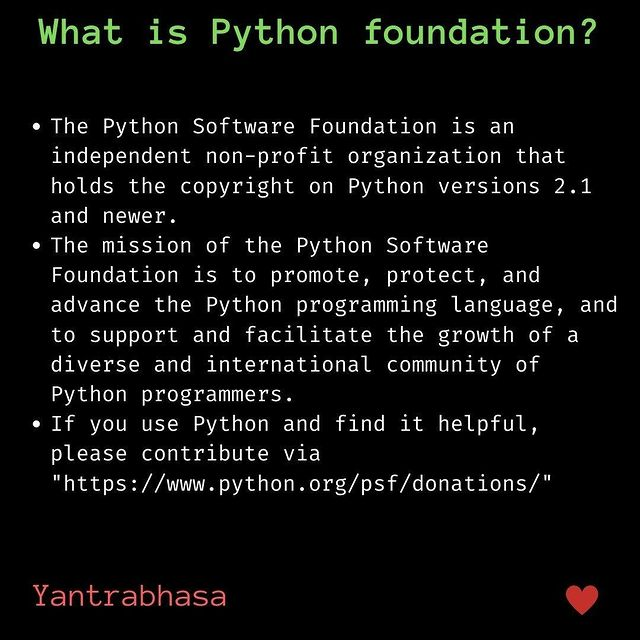 What is Python foundation?
• The Python Software Foundation is an
independent non-profit organization that
holds the copyright on Python versions 2.1
and newer.
• The mission of the Python Software
Foundation is to promote, protect, and
advance the Python programming language, and
to support and facilitate the growth of a
diverse and international community of
Python programmers.
• If you use Python and find it helpful,
please contribute via
"https://www.python.org/psf/donations/"
Yantrabhasa